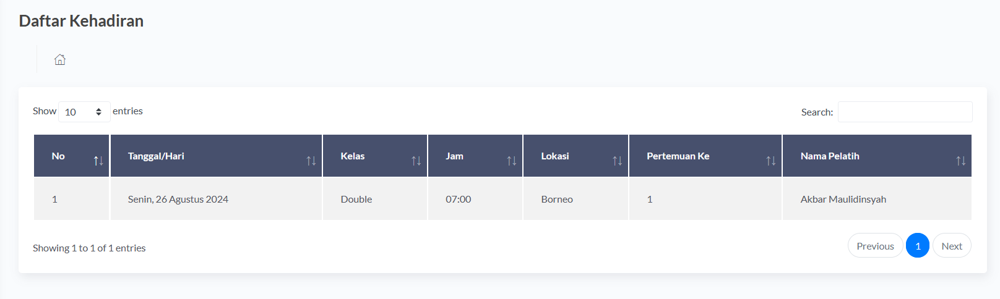 Daftar Kehadiran
Show 10 entries
Search:
No Tanggal/Hari Kelas Jam Lokasi Pertemuan Ke Nama Pelatih
1 Senin, 26 Agustus 2024 Double 07:00 Borneo 1 Akbar Maulidinsyah
Showing 1 to 1 of 1 entries
Previous 1 Next